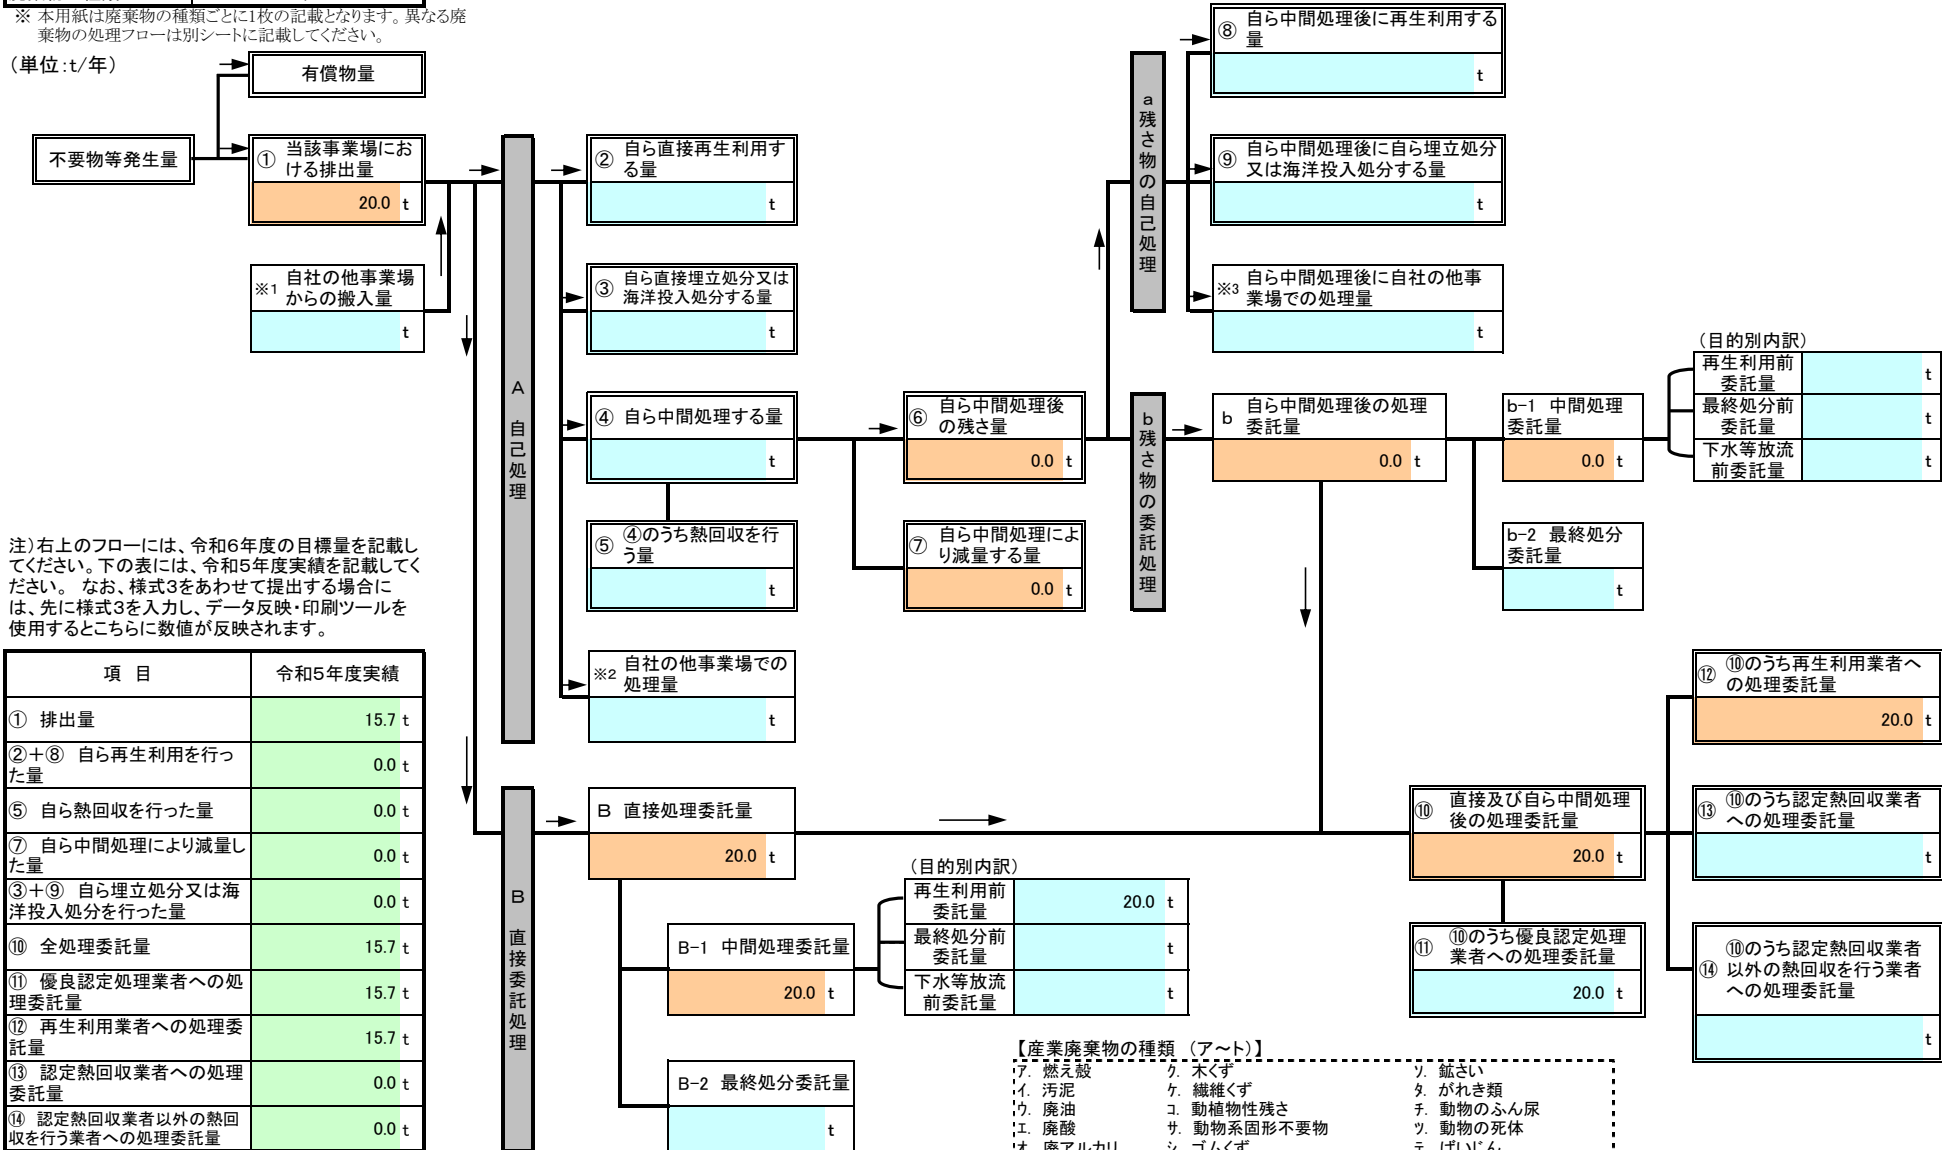 ※ 本用紙は廃棄物の種類ごとに1枚の記載となります。異なる廃
棄物の処理フローは別シートに記載してください。
(単位:t/年)
有償物量
不要物等発生量
① 当該事業場にお
ける排出量
20.0 t
※1 自社の他事業場
からの搬入量
t
A 自己処理
② 自ら直接再生利用す
る量
t
③ 自ら直接埋立処分又は
海洋投入処分する量
t
④ 自ら中間処理する量
t
⑤ ④のうち熱回収を行
う量
t
※2 自社の他事業場での
処理量
t
⑥ 自ら中間処理後
の残さ量
0.0 t
⑦ 自ら中間処理によ
り減量する量
0.0 t
a 残さ物の自己処理
⑧ 自ら中間処理後に再生利用する
量
t
⑨ 自ら中間処理後に自ら埋立処分
又は海洋投入処分する量
t
※3 自ら中間処理後に自社の他事
業場での処理量
t
b 残さ物の委託処理
b 自ら中間処理後の処理
委託量
0.0 t
b-1 中間処理
委託量
0.0 t
b-2 最終処分
委託量
t
(目的別内訳)
再生利用前
委託量
t
最終処分前
委託量
t
下水等放流
前委託量
t
注)右上のフローには、令和6年度の目標量を記載し
てください。下の表には、令和5年度実績を記載してく
ださい。 なお、様式3をあわせて提出する場合に
は、先に様式3を入力し、データ反映・印刷ツールを
使用するとこちらに数値が反映されます。
項 目 令和5年度実績
① 排出量 15.7 t
②+⑧ 自ら再生利用を行っ
た量 0.0 t
⑤ 自ら熱回収を行った量 0.0 t
⑦ 自ら中間処理により減量し
た量 0.0 t
③+⑨ 自ら埋立処分又は海
洋投入処分を行った量 0.0 t
⑩ 全処理委託量 15.7 t
⑪ 優良認定処理業者への処
理委託量 15.7 t
⑫ 再生利用業者への処理委
託量 15.7 t
⑬ 認定熱回収業者への処理
委託量 0.0 t
⑭ 認定熱回収業者以外の熱回
収を行う業者への処理委託量 0.0 t
B 直接委託処理
B 直接処理委託量
20.0 t
B-1 中間処理委託量
20.0 t
B-2 最終処分委託量
t
(目的別内訳)
再生利用前
委託量
20.0 t
最終処分前
委託量
t
下水等放流
前委託量
t
⑩ 直接及び自ら中間処理
後の処理委託量
20.0 t
⑪ ⑩のうち優良認定処理
業者への処理委託量
20.0 t
⑫ ⑩のうち再生利用業者へ
の処理委託量
20.0 t
⑬ ⑩のうち認定熱回収業者
への処理委託量
t
⑭ ⑩のうち認定熱回収業者
以外の熱回収を行う業者
への処理委託量
t
【産業廃棄物の種類 (ア~ト)】
ア. 燃え殻 ク. 木くず ソ. 鉱さい
イ. 汚泥 ケ. 繊維くず タ. がれき類
ウ. 廃油 コ. 動植物性残さ チ. 動物のふん尿
エ. 廃酸 サ. 動物系固形不要物 ツ. 動物の死体
オ. 廃アルカリ シ. ゴムくず テ. ばいじん